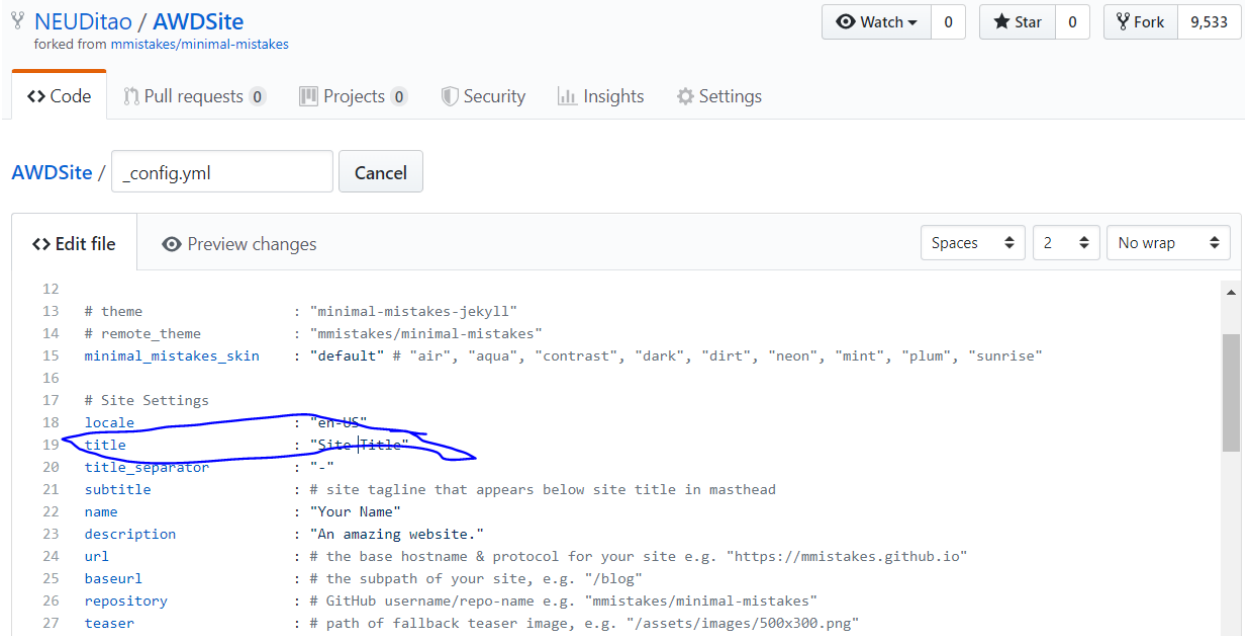 NEUDitao / AWDSite
forked from mmistakes/minimal-mistakes
Watch 0 Star 0 Fork 9,533
Code Pull requests 0 Projects 0 Security Insights Settings
AWDSite / _config.yml Cancel
Edit file Preview changes Spaces 2 No wrap
12
13 # theme : "minimal-mistakes-jekyll"
14 # remote_theme : "mmistakes/minimal-mistakes"
15 minimal_mistakes_skin : "default" # "air", "aqua", "contrast", "dark", "dirt", "neon", "mint", "plum", "sunrise"
16
17 # Site Settings
18 locale : "en-US"
19 title : "Site Title"
20 title_separator : "-"
21 subtitle : # site tagline that appears below site title in masthead
22 name : "Your Name"
23 description : "An amazing website."
24 url : # the base hostname & protocol for your site e.g. "https://mmistakes.github.io"
25 baseurl : # the subpath of your site, e.g. "/blog"
26 repository : # GitHub username/repo-name e.g. "mmistakes/minimal-mistakes"
27 teaser : # path of fallback teaser image, e.g. "/assets/images/500x300.png"